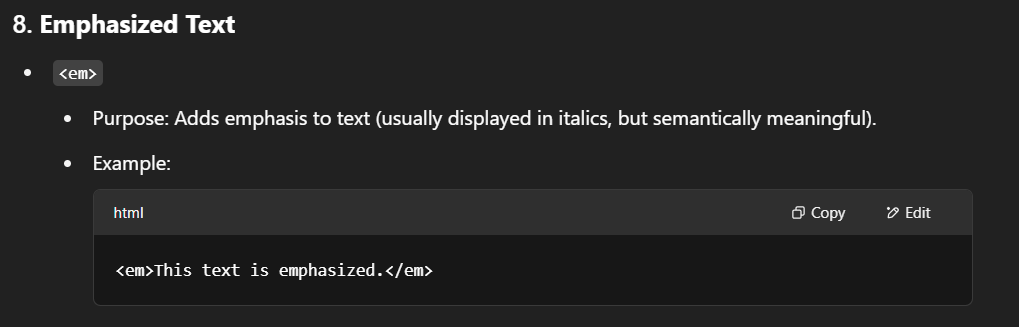 8. Emphasized Text
<em>
Purpose: Adds emphasis to text (usually displayed in italics, but semantically meaningful).
Example:
html Copy Edit
<em>This text is emphasized.</em>